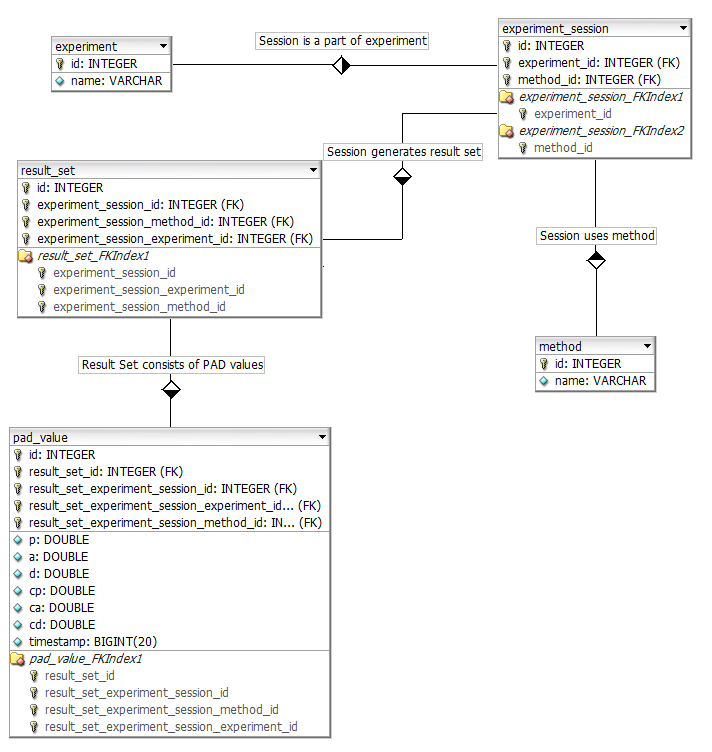 experiment
id: INTEGER
name: VARCHAR
Session is a part of experiment
experiment_session
id: INTEGER
experiment_id: INTEGER (FK)
method_id: INTEGER (FK)
experiment_session_FKIndex1
experiment_id
experiment_session_FKIndex2
method_id
Session generates result set
result_set
id: INTEGER
experiment_session_id: INTEGER (FK)
experiment_session_method_id: INTEGER (FK)
experiment_session_experiment_id: INTEGER (FK)
result_set_FKIndex1
experiment_session_id
experiment_session_experiment_id
experiment_session_method_id
Session uses method
method
id: INTEGER
name: VARCHAR
Result Set consists of PAD values
pad_value
id: INTEGER
result_set_id: INTEGER (FK)
result_set_experiment_session_id: INTEGER (FK)
result_set_experiment_session_experiment_id... (FK)
result_set_experiment_session_method_id: IN... (FK)
p: DOUBLE
a: DOUBLE
d: DOUBLE
cp: DOUBLE
ca: DOUBLE
cd: DOUBLE
timestamp: BIGINT(20)
pad_value_FKIndex1
result_set_id
result_set_experiment_session_id
result_set_experiment_session_method_id
result_set_experiment_session_experiment_id